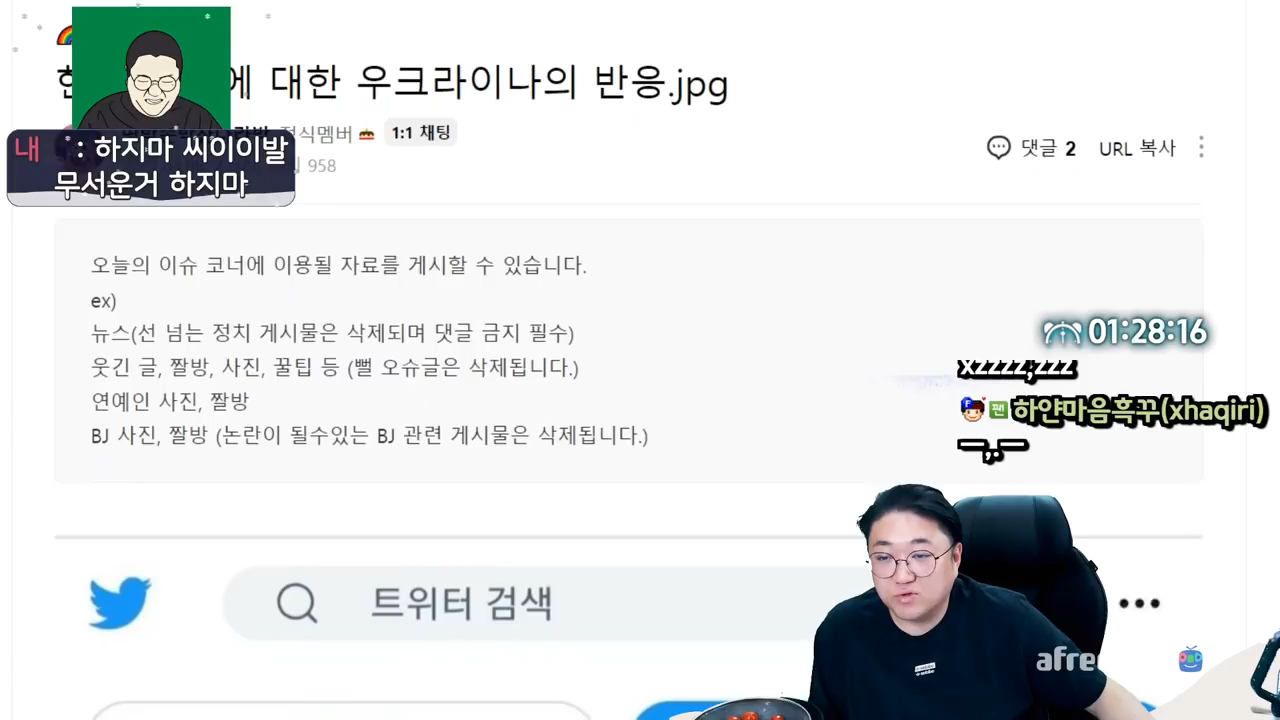 에 대한 우크라이나의 반응.jpg
정식멤버 1:1 채팅
958
댓글 2 URL 복사
내 : 하지마 씨이이발
무서운거 하지마
오늘의 이슈 코너에 이용될 자료를 게시할 수 있습니다.
ex)
뉴스(선 넘는 정치 게시물은 삭제되며 댓글 금지 필수)
웃긴 글, 짤방, 사진, 꿀팁 등 (뻘 오슈글은 삭제됩니다.)
연예인 사진, 짤방
BJ 사진, 짤방 (논란이 될수있는 BJ 관련 게시물은 삭제됩니다.)
01:28:16
xzzzz,zzz
팬 하얀마음흑꾸(xhaqiri)
ㅡ,.ㅡ
트위터 검색
afre